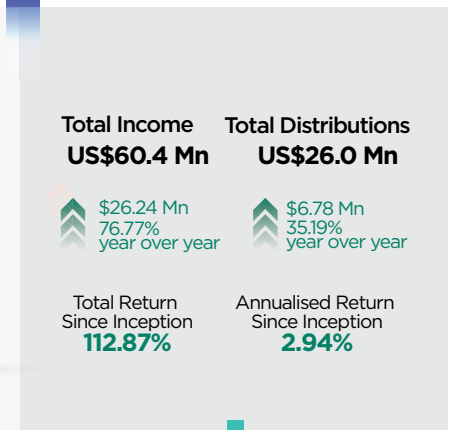 Total Income
US$60.4 Mn
$26.24 Mn
76.77%
year over year
Total Distributions
US$26.0 Mn
$6.78 Mn
35.19%
year over year
Total Return
Since Inception
112.87%
Annualised Return
Since Inception
2.94%